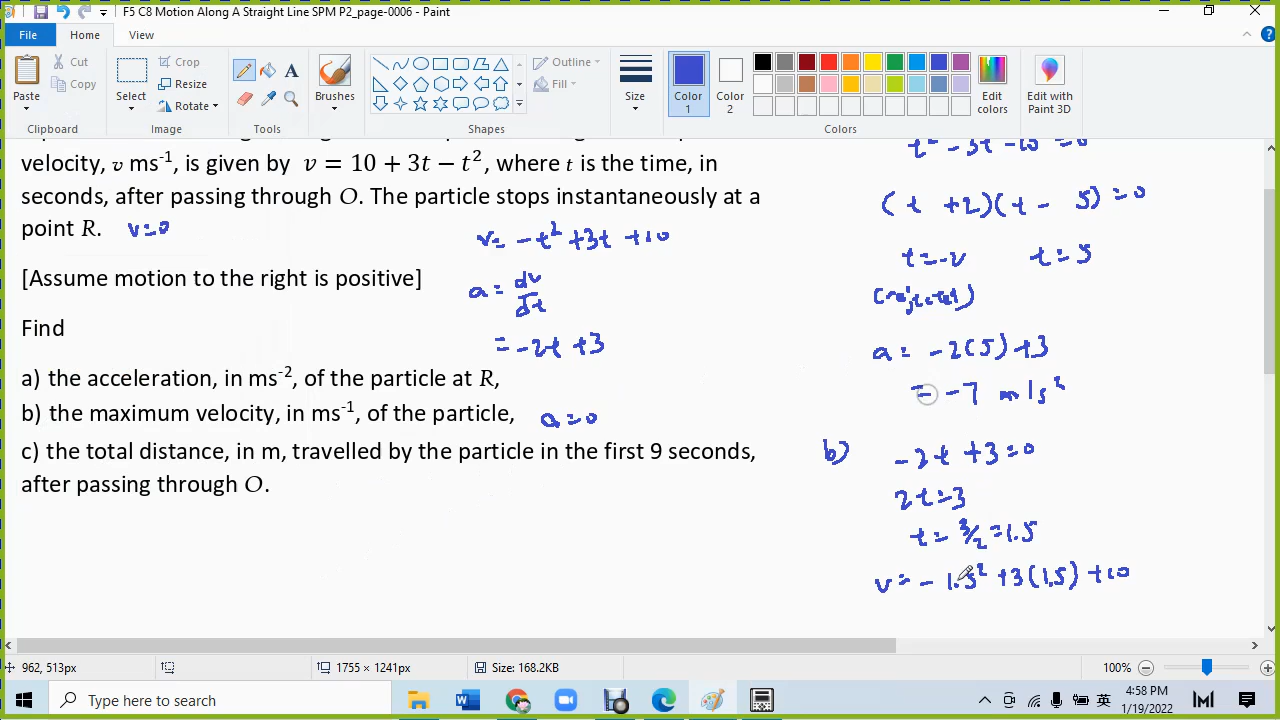 F5 C8 Motion Along A Straight Line SPM P2_page-0006 - Paint
File Home View
Paste Cut Copy Clipboard
Select Crop Resize Rotate Image
Tools
Brushes
Outline Fill Shapes
Size
Color 1 Color 2 Edit colors Colors
Edit with Paint 3D
velocity, v ms⁻¹, is given by v = 10 + 3t − t², where t is the time, in
seconds, after passing through O. The particle stops instantaneously at a
point R. v=0
[Assume motion to the right is positive]
Find
a) the acceleration, in ms⁻², of the particle at R,
b) the maximum velocity, in ms⁻¹, of the particle, a=0
c) the total distance, in m, travelled by the particle in the first 9 seconds,
after passing through O.
v= -t² +3t +10
a = dv/dt
= -2t +3
t² -3t -10 =0
(t +2)(t - 5) =0
t=-2 t=5
(rejected)
a= -2(5)+3
= -7 m/s²
b) -2t +3=0
2t=3
t= 3/2 =1.5
v= - 1.5² +3(1.5) +10
962, 513px 1755 × 1241px Size: 168.2KB 100%
Type here to search 英 4:58 PM
1/19/2022